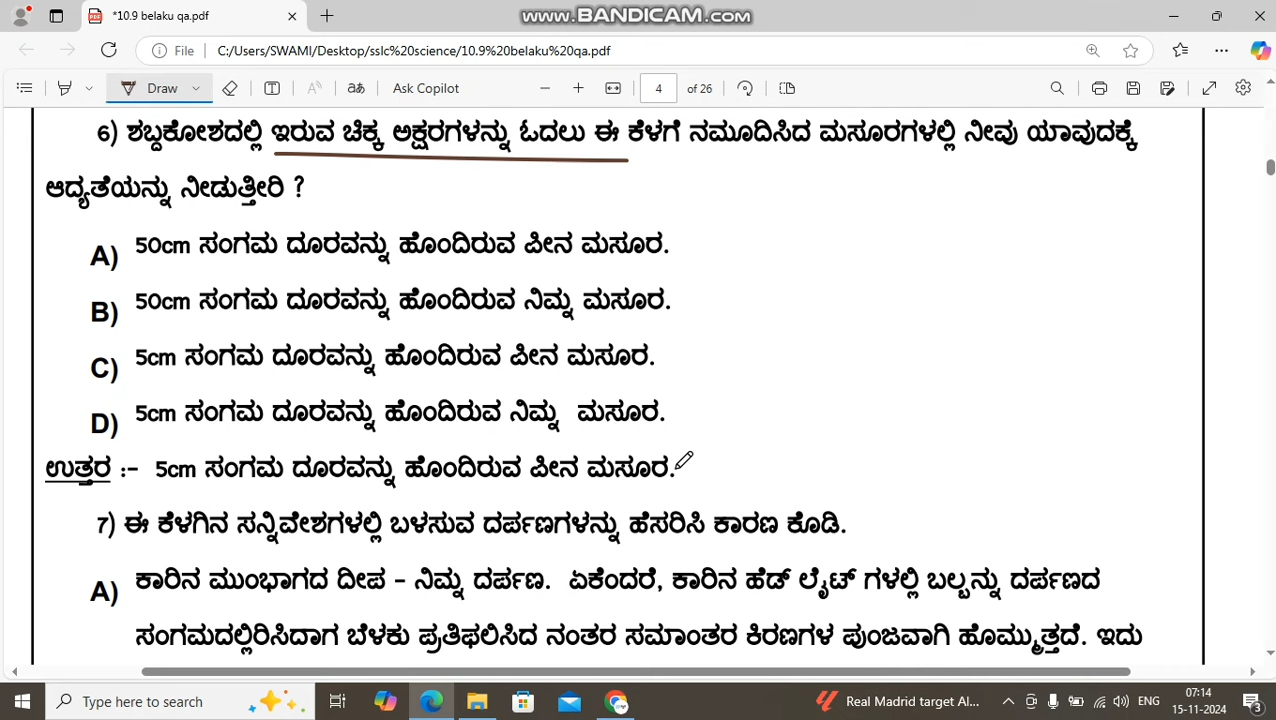 *10.9 belaku qa.pdf
www.BANDICAM.com
File C:/Users/SWAMI/Desktop/sslc%20science/10.9%20belaku%20qa.pdf
Draw Ask Copilot 4 of 26
6) ಶಬ್ದಕೋಶದಲ್ಲಿ ಇರುವ ಚಿಕ್ಕ ಅಕ್ಷರಗಳನ್ನು ಓದಲು ಈ ಕೆಳಗೆ ನಮೂದಿಸಿದ ಮಸೂರಗಳಲ್ಲಿ ನೀವು ಯಾವುದಕ್ಕೆ
ಆದ್ಯತೆಯನ್ನು ನೀಡುತ್ತೀರಿ ?
A) 50cm ಸಂಗಮ ದೂರವನ್ನು ಹೊಂದಿರುವ ಪೀನ ಮಸೂರ.
B) 50cm ಸಂಗಮ ದೂರವನ್ನು ಹೊಂದಿರುವ ನಿಮ್ನ ಮಸೂರ.
C) 5cm ಸಂಗಮ ದೂರವನ್ನು ಹೊಂದಿರುವ ಪೀನ ಮಸೂರ.
D) 5cm ಸಂಗಮ ದೂರವನ್ನು ಹೊಂದಿರುವ ನಿಮ್ನ ಮಸೂರ.
ಉತ್ತರ :- 5cm ಸಂಗಮ ದೂರವನ್ನು ಹೊಂದಿರುವ ಪೀನ ಮಸೂರ.
7) ಈ ಕೆಳಗಿನ ಸನ್ನಿವೇಶಗಳಲ್ಲಿ ಬಳಸುವ ದರ್ಪಣಗಳನ್ನು ಹೆಸರಿಸಿ ಕಾರಣ ಕೊಡಿ.
A) ಕಾರಿನ ಮುಂಭಾಗದ ದೀಪ – ನಿಮ್ನ ದರ್ಪಣ. ಏಕೆಂದರೆ, ಕಾರಿನ ಹೆಡ್ ಲೈಟ್ ಗಳಲ್ಲಿ ಬಲ್ಬನ್ನು ದರ್ಪಣದ
ಸಂಗಮದಲ್ಲಿರಿಸಿದಾಗ ಬೆಳಕು ಪ್ರತಿಫಲಿಸಿದ ನಂತರ ಸಮಾಂತರ ಕಿರಣಗಳ ಪುಂಜವಾಗಿ ಹೊಮ್ಮುತ್ತದೆ. ಇದು
Type here to search Real Madrid target Al... ENG 07:14
15-11-2024 3